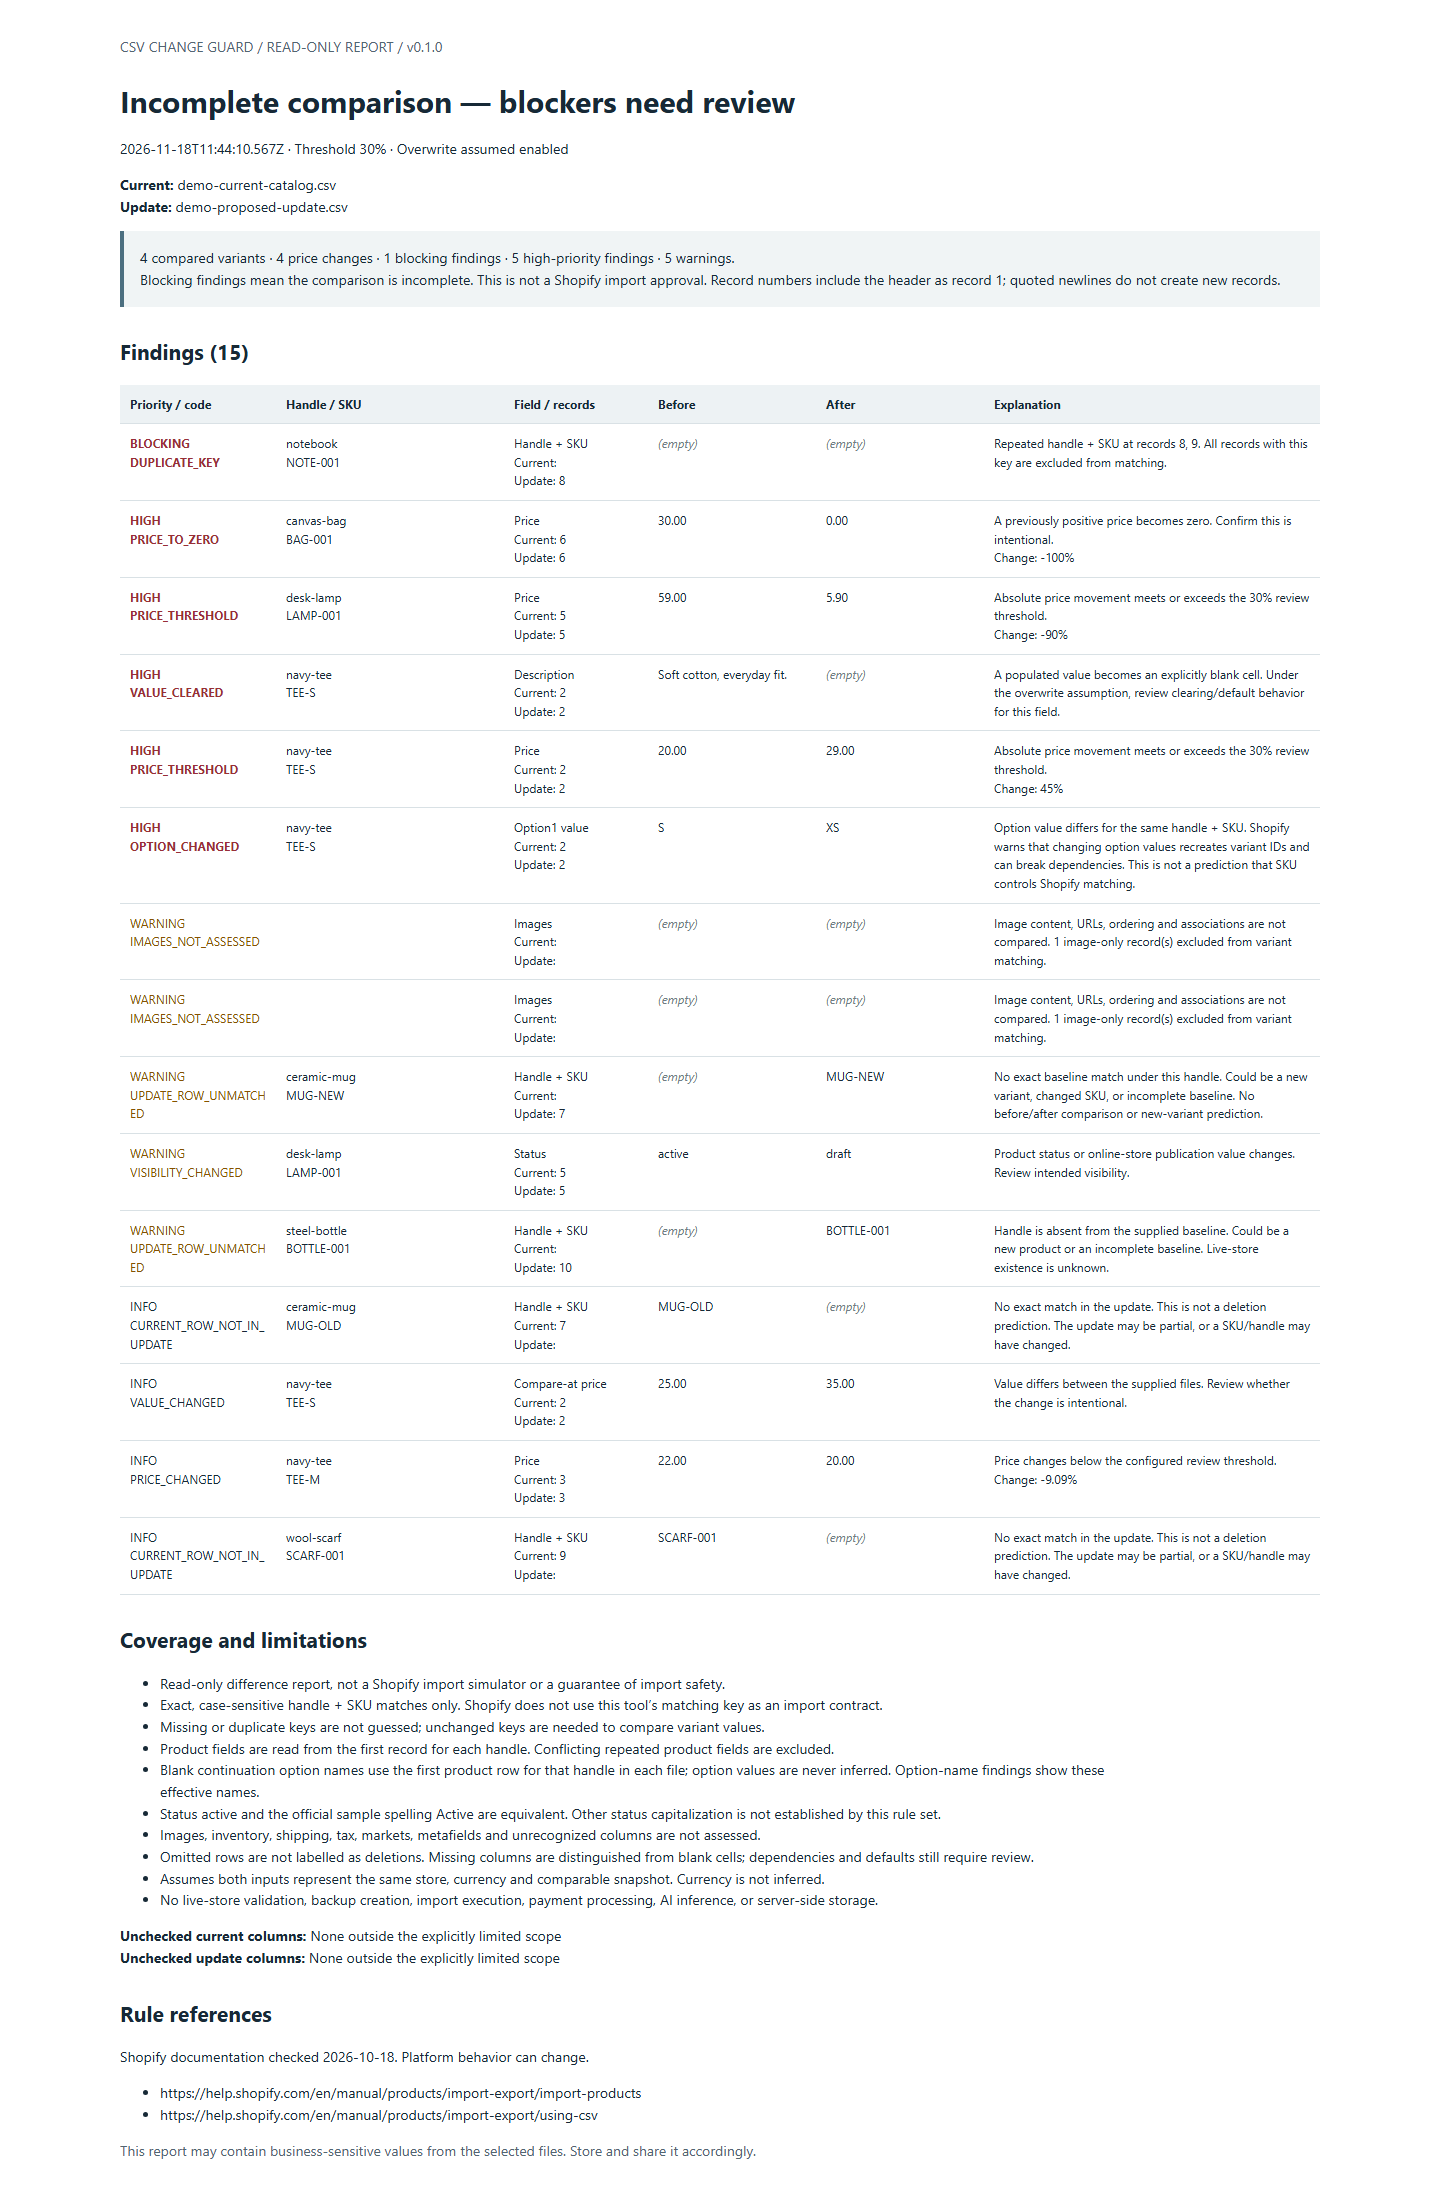 CSV CHANGE GUARD / READ-ONLY REPORT / v0.1.0
Incomplete comparison — blockers need review
2026-11-18T11:44:10.567Z · Threshold 30% · Overwrite assumed enabled
Current: demo-current-catalog.csv
Update: demo-proposed-update.csv
4 compared variants · 4 price changes · 1 blocking findings · 5 high-priority findings · 5 warnings.
Blocking findings mean the comparison is incomplete. This is not a Shopify import approval. Record numbers include the header as record 1; quoted newlines do not create new records.
Findings (15)
Priority / code Handle / SKU Field / records Before After Explanation
BLOCKING notebook Handle + SKU (empty) (empty) Repeated handle + SKU at records 8, 9. All records with this
DUPLICATE_KEY NOTE-001 Current: key are excluded from matching.
Update: 8
HIGH canvas-bag Price 30.00 0.00 A previously positive price becomes zero. Confirm this is
PRICE_TO_ZERO BAG-001 Current: 6 intentional.
Update: 6 Change: -100%
HIGH desk-lamp Price 59.00 5.90 Absolute price movement meets or exceeds the 30% review
PRICE_THRESHOLD LAMP-001 Current: 5 threshold.
Update: 5 Change: -90%
HIGH navy-tee Description Soft cotton, everyday fit. (empty) A populated value becomes an explicitly blank cell. Under
VALUE_CLEARED TEE-S Current: 2 the overwrite assumption, review clearing/default behavior
Update: 2 for this field.
HIGH navy-tee Price 20.00 29.00 Absolute price movement meets or exceeds the 30% review
PRICE_THRESHOLD TEE-S Current: 2 threshold.
Update: 2 Change: 45%
HIGH navy-tee Option1 value S XS Option value differs for the same handle + SKU. Shopify
OPTION_CHANGED TEE-S Current: 2 warns that changing option values recreates variant IDs and
Update: 2 can break dependencies. This is not a prediction that SKU
controls Shopify matching.
WARNING Images (empty) (empty) Image content, URLs, ordering and associations are not
IMAGES_NOT_ASSESSED Current: compared. 1 image-only record(s) excluded from variant
Update: matching.
WARNING Images (empty) (empty) Image content, URLs, ordering and associations are not
IMAGES_NOT_ASSESSED Current: compared. 1 image-only record(s) excluded from variant
Update: matching.
WARNING ceramic-mug Handle + SKU (empty) MUG-NEW No exact baseline match under this handle. Could be a new
UPDATE_ROW_UNMATCH MUG-NEW Current: variant, changed SKU, or incomplete baseline. No
ED Update: 7 before/after comparison or new-variant prediction.
WARNING desk-lamp Status active draft Product status or online-store publication value changes.
VISIBILITY_CHANGED LAMP-001 Current: 5 Review intended visibility.
Update: 5
WARNING steel-bottle Handle + SKU (empty) BOTTLE-001 Handle is absent from the supplied baseline. Could be a
UPDATE_ROW_UNMATCH BOTTLE-001 Current: new product or an incomplete baseline. Live-store
ED Update: 10 existence is unknown.
INFO ceramic-mug Handle + SKU MUG-OLD (empty) No exact match in the update. This is not a deletion
CURRENT_ROW_NOT_IN_ MUG-OLD Current: 7 prediction. The update may be partial, or a SKU/handle may
UPDATE Update: have changed.
INFO navy-tee Compare-at price 25.00 35.00 Value differs between the supplied files. Review whether
VALUE_CHANGED TEE-S Current: 2 the change is intentional.
Update: 2
INFO navy-tee Price 22.00 20.00 Price changes below the configured review threshold.
PRICE_CHANGED TEE-M Current: 3 Change: -9.09%
Update: 3
INFO wool-scarf Handle + SKU SCARF-001 (empty) No exact match in the update. This is not a deletion
CURRENT_ROW_NOT_IN_ SCARF-001 Current: 9 prediction. The update may be partial, or a SKU/handle may
UPDATE Update: have changed.
Coverage and limitations
• Read-only difference report, not a Shopify import simulator or a guarantee of import safety.
• Exact, case-sensitive handle + SKU matches only. Shopify does not use this tool's matching key as an import contract.
• Missing or duplicate keys are not guessed; unchanged keys are needed to compare variant values.
• Product fields are read from the first record for each handle. Conflicting repeated product fields are excluded.
• Blank continuation option names use the first product row for that handle in each file; option values are never inferred. Option-name findings show these
effective names.
• Status active and the official sample spelling Active are equivalent. Other status capitalization is not established by this rule set.
• Images, inventory, shipping, tax, markets, metafields and unrecognized columns are not assessed.
• Omitted rows are not labelled as deletions. Missing columns are distinguished from blank cells; dependencies and defaults still require review.
• Assumes both inputs represent the same store, currency and comparable snapshot. Currency is not inferred.
• No live-store validation, backup creation, import execution, payment processing, AI inference, or server-side storage.
Unchecked current columns: None outside the explicitly limited scope
Unchecked update columns: None outside the explicitly limited scope
Rule references
Shopify documentation checked 2026-10-18. Platform behavior can change.
• https://help.shopify.com/en/manual/products/import-export/import-products
• https://help.shopify.com/en/manual/products/import-export/using-csv
This report may contain business-sensitive values from the selected files. Store and share it accordingly.